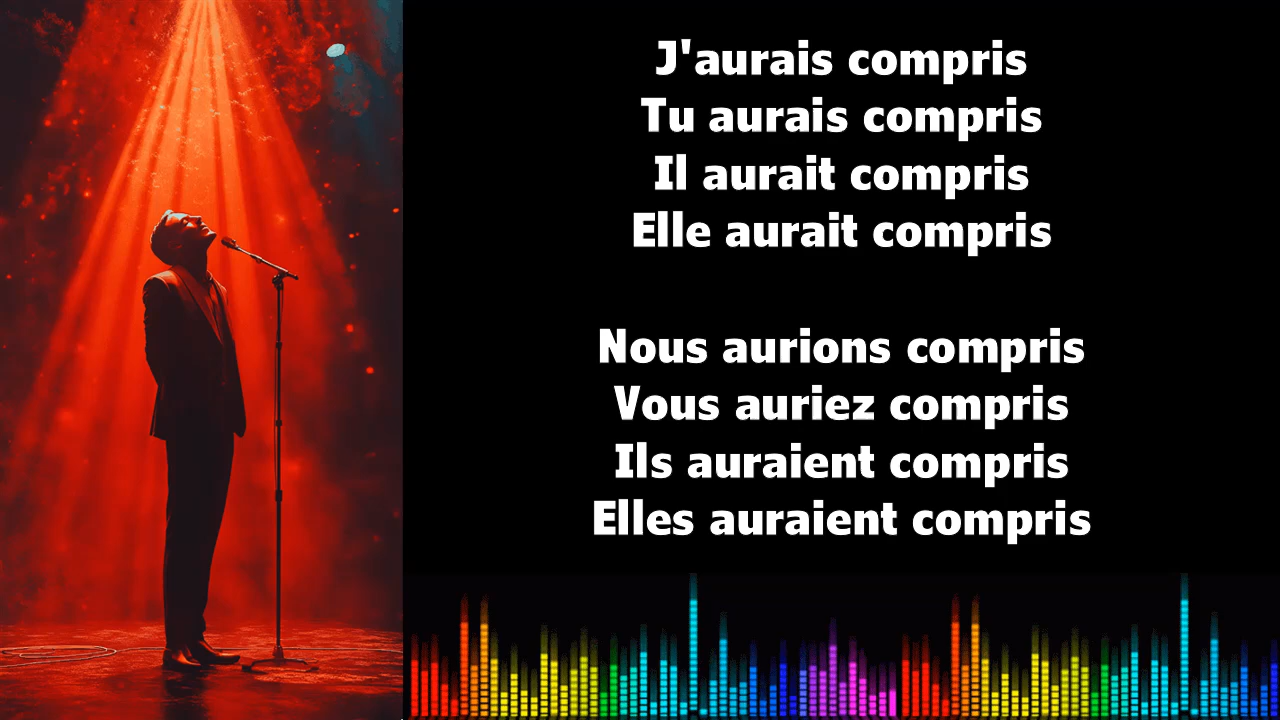 J'aurais compris
Tu aurais compris
Il aurait compris
Elle aurait compris
Nous aurions compris
Vous auriez compris
Ils auraient compris
Elles auraient compris